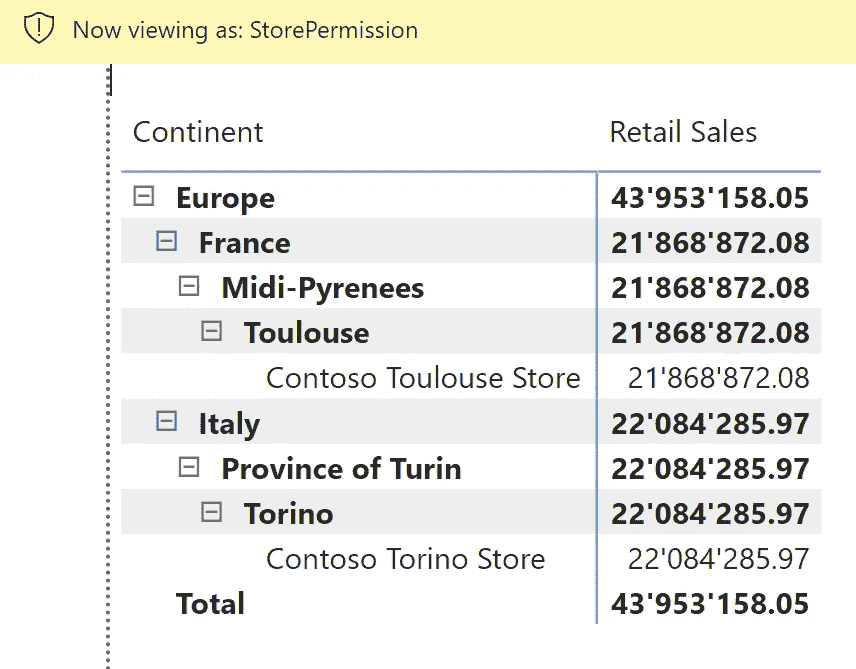 Now viewing as: StorePermission
Continent Retail Sales
Europe 43'953'158.05
France 21'868'872.08
Midi-Pyrenees 21'868'872.08
Toulouse 21'868'872.08
Contoso Toulouse Store 21'868'872.08
Italy 22'084'285.97
Province of Turin 22'084'285.97
Torino 22'084'285.97
Contoso Torino Store 22'084'285.97
Total 43'953'158.05